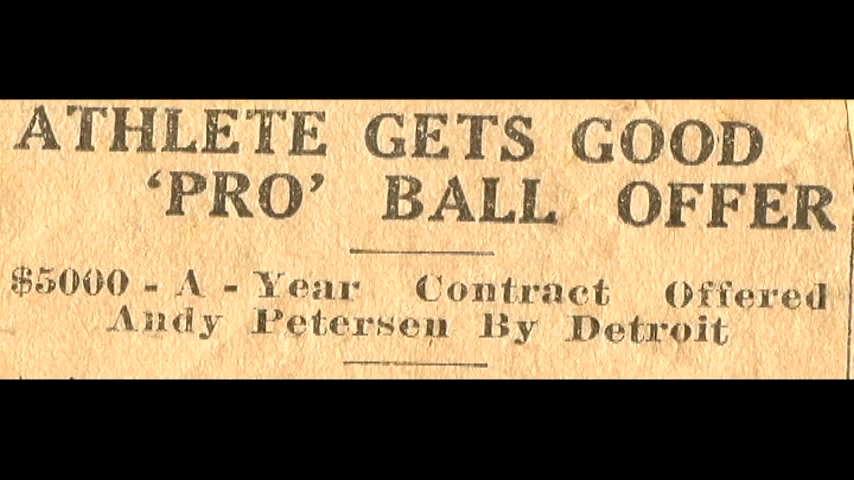 ATHLETE GETS GOOD
'PRO' BALL OFFER
$5000 - A - Year Contract Offered
Andy Petersen By Detroit